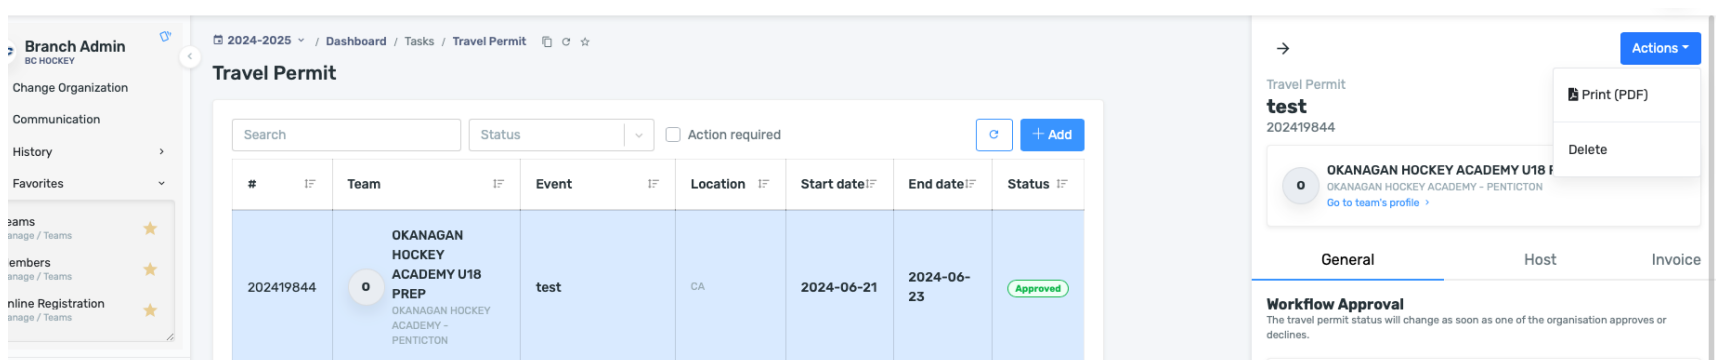 Branch Admin
BC HOCKEY
Change Organization
Communication
History
Favorites
eams
anage / Teams
embers
anage / Teams
nline Registration
anage / Teams
2024-2025 / Dashboard / Tasks / Travel Permit
Travel Permit
Search
Status
Action required
+ Add
# Team Event Location Start date End date Status
202419844
O
OKANAGAN
HOCKEY
ACADEMY U18
PREP
OKANAGAN HOCKEY
ACADEMY -
PENTICTON
test
CA
2024-06-21
2024-06-
23
Approved
Actions
Print (PDF)
Delete
Travel Permit
test
202419844
O
OKANAGAN HOCKEY ACADEMY U18
OKANAGAN HOCKEY ACADEMY - PENTICTON
Go to team's profile
General
Host
Invoice
Workflow Approval
The travel permit status will change as soon as one of the organisation approves or
declines.